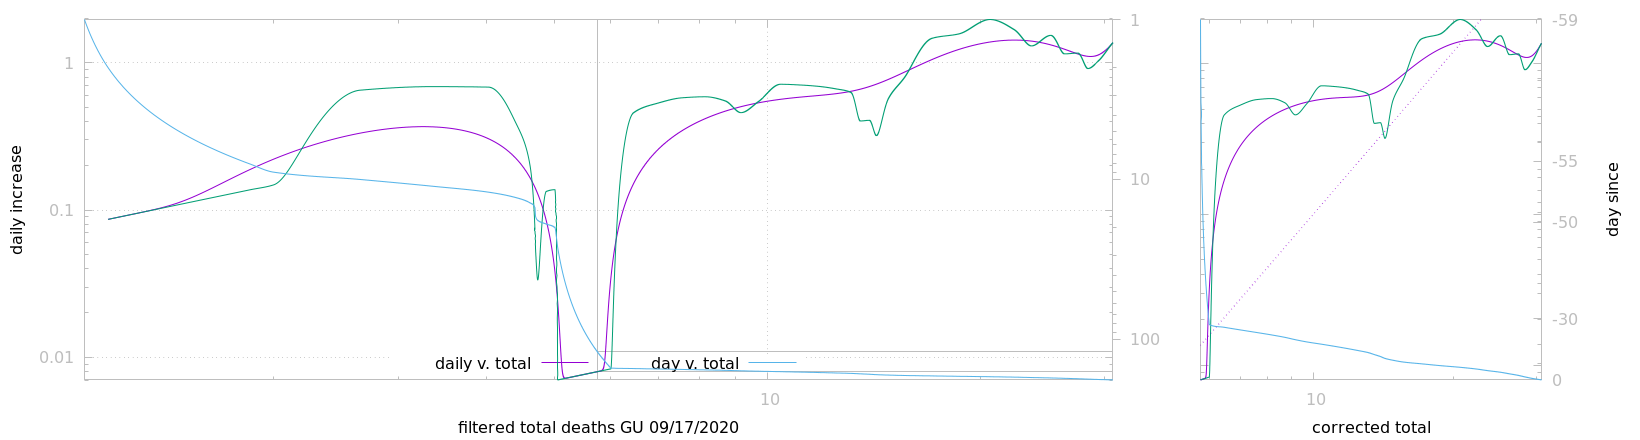 1
-59
1
daily increase
-55
10
0.1
-50
day since
-30
100
0.01
daily v. total
day v. total
0
10
10
filtered total deaths GU 09/17/2020
corrected total